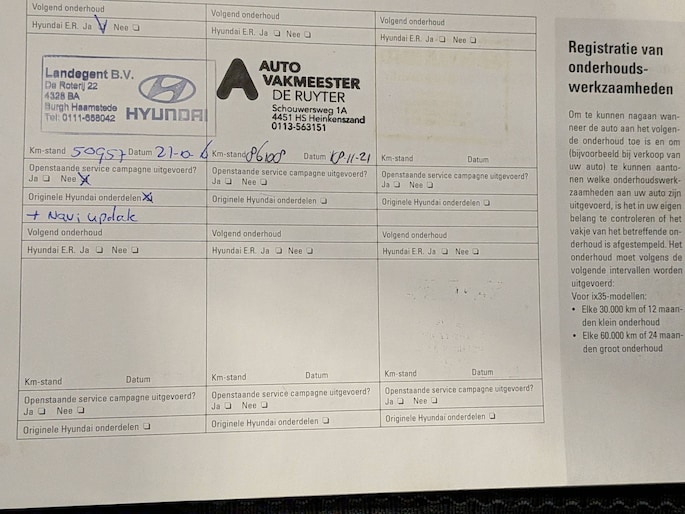 Volgend onderhoud
Hyundai E.R. Ja V Nee ❏
Landegent B.V.
De Roterij 22
4328 BA
Burgh Haamstede
Tel: 0111-658042
HYUNDAI
Km-stand 50957 Datum 21-10-16
Openstaande service campagne uitgevoerd?
Ja ❏ Nee X
Originele Hyundai onderdelen X
+ Navi update
Volgend onderhoud
Hyundai E.R. Ja ❏ Nee ❏
AUTO
VAKMEESTER
DE RUYTER
Schouwersweg 1A
4451 HS Heinkenszand
0113-563151
Km-stand 86108 Datum 18-11-21
Openstaande service campagne uitgevoerd?
Ja ❏ Nee ❏
Originele Hyundai onderdelen ❏
Volgend onderhoud
Hyundai E.R. Ja ❏ Nee ❏
Km-stand Datum
Openstaande service campagne uitgevoerd?
Ja ❏ Nee ❏
Originele Hyundai onderdelen ❏
Volgend onderhoud
Hyundai E.R. Ja ❏ Nee ❏
Km-stand Datum
Openstaande service campagne uitgevoerd?
Ja ❏ Nee ❏
Originele Hyundai onderdelen ❏
Volgend onderhoud
Hyundai E.R. Ja ❏ Nee ❏
Km-stand Datum
Openstaande service campagne uitgevoerd?
Ja ❏ Nee ❏
Originele Hyundai onderdelen ❏
Volgend onderhoud
Hyundai E.R. Ja ❏ Nee ❏
Km-stand Datum
Openstaande service campagne uitgevoerd?
Ja ❏ Nee ❏
Originele Hyundai onderdelen ❏
Registratie van
onderhouds-
werkzaamheden
Om te kunnen nagaan wan-
neer de auto aan het volgen-
de onderhoud toe is en om
(bijvoorbeeld bij verkoop van
uw auto) te kunnen aanto-
nen welke onderhoudswerk-
zaamheden aan uw auto zijn
uitgevoerd, is het in uw eigen
belang te controleren of het
vakje van het betreffende on-
derhoud is afgestempeld. Het
onderhoud moet volgens de
volgende intervallen worden
uitgevoerd:
Voor ix35-modellen:
• Elke 30.000 km of 12 maan-
den klein onderhoud
• Elke 60.000 km of 24 maan-
den groot onderhoud